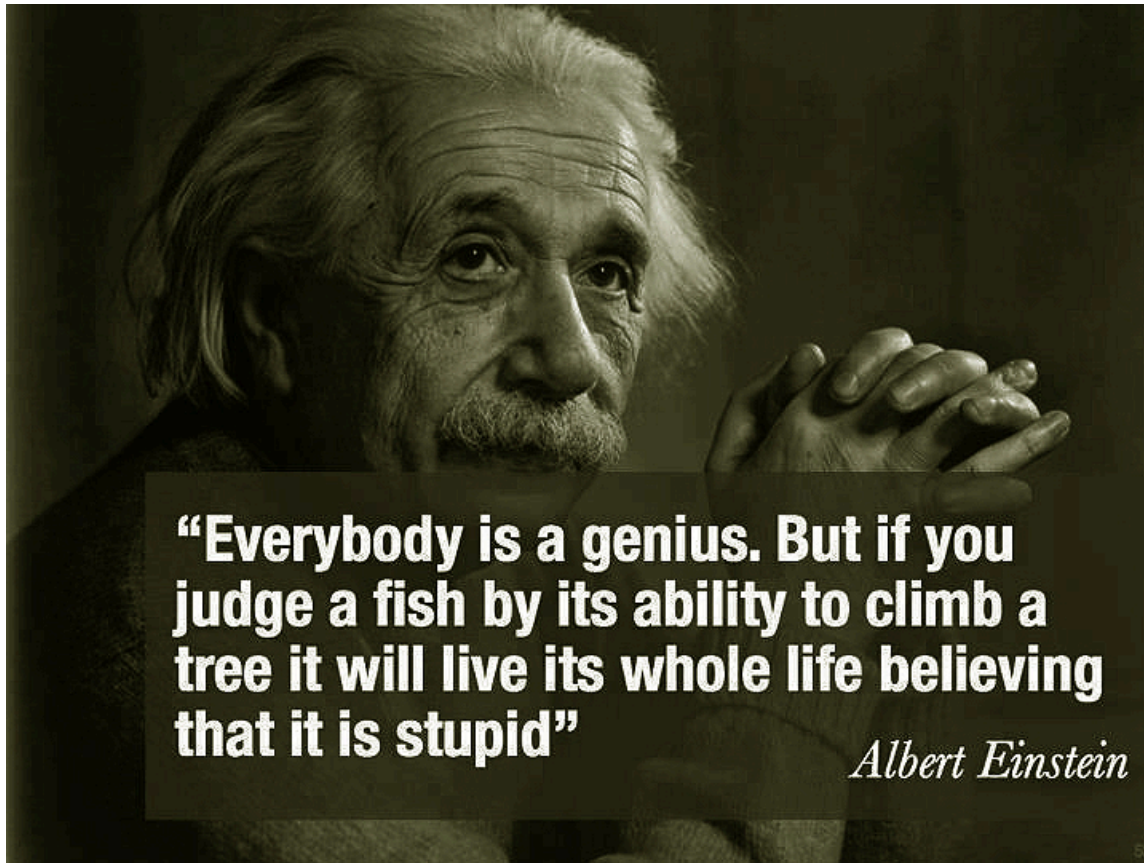 “Everybody is a genius. But if you
judge a fish by its ability to climb a
tree it will live its whole life believing
that it is stupid”
Albert Einstein